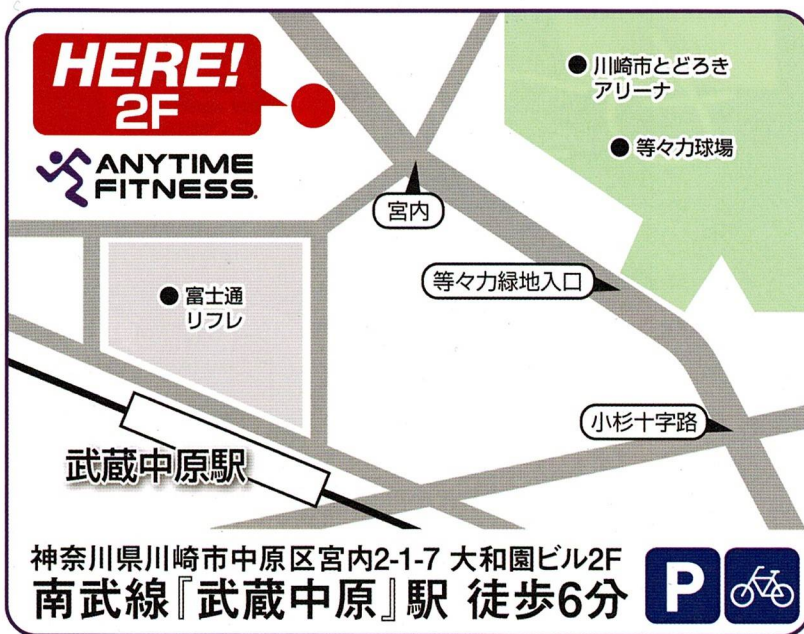 HERE!
2F
ANYTIME
FITNESS.
川崎市とどろき
アリーナ
等々力球場
宮内
等々力緑地入口
富士通
リフレ
小杉十字路
武蔵中原駅
神奈川県川崎市中原区宮内2-1-7 大和園ビル2F
南武線『武蔵中原』駅 徒歩6分
P